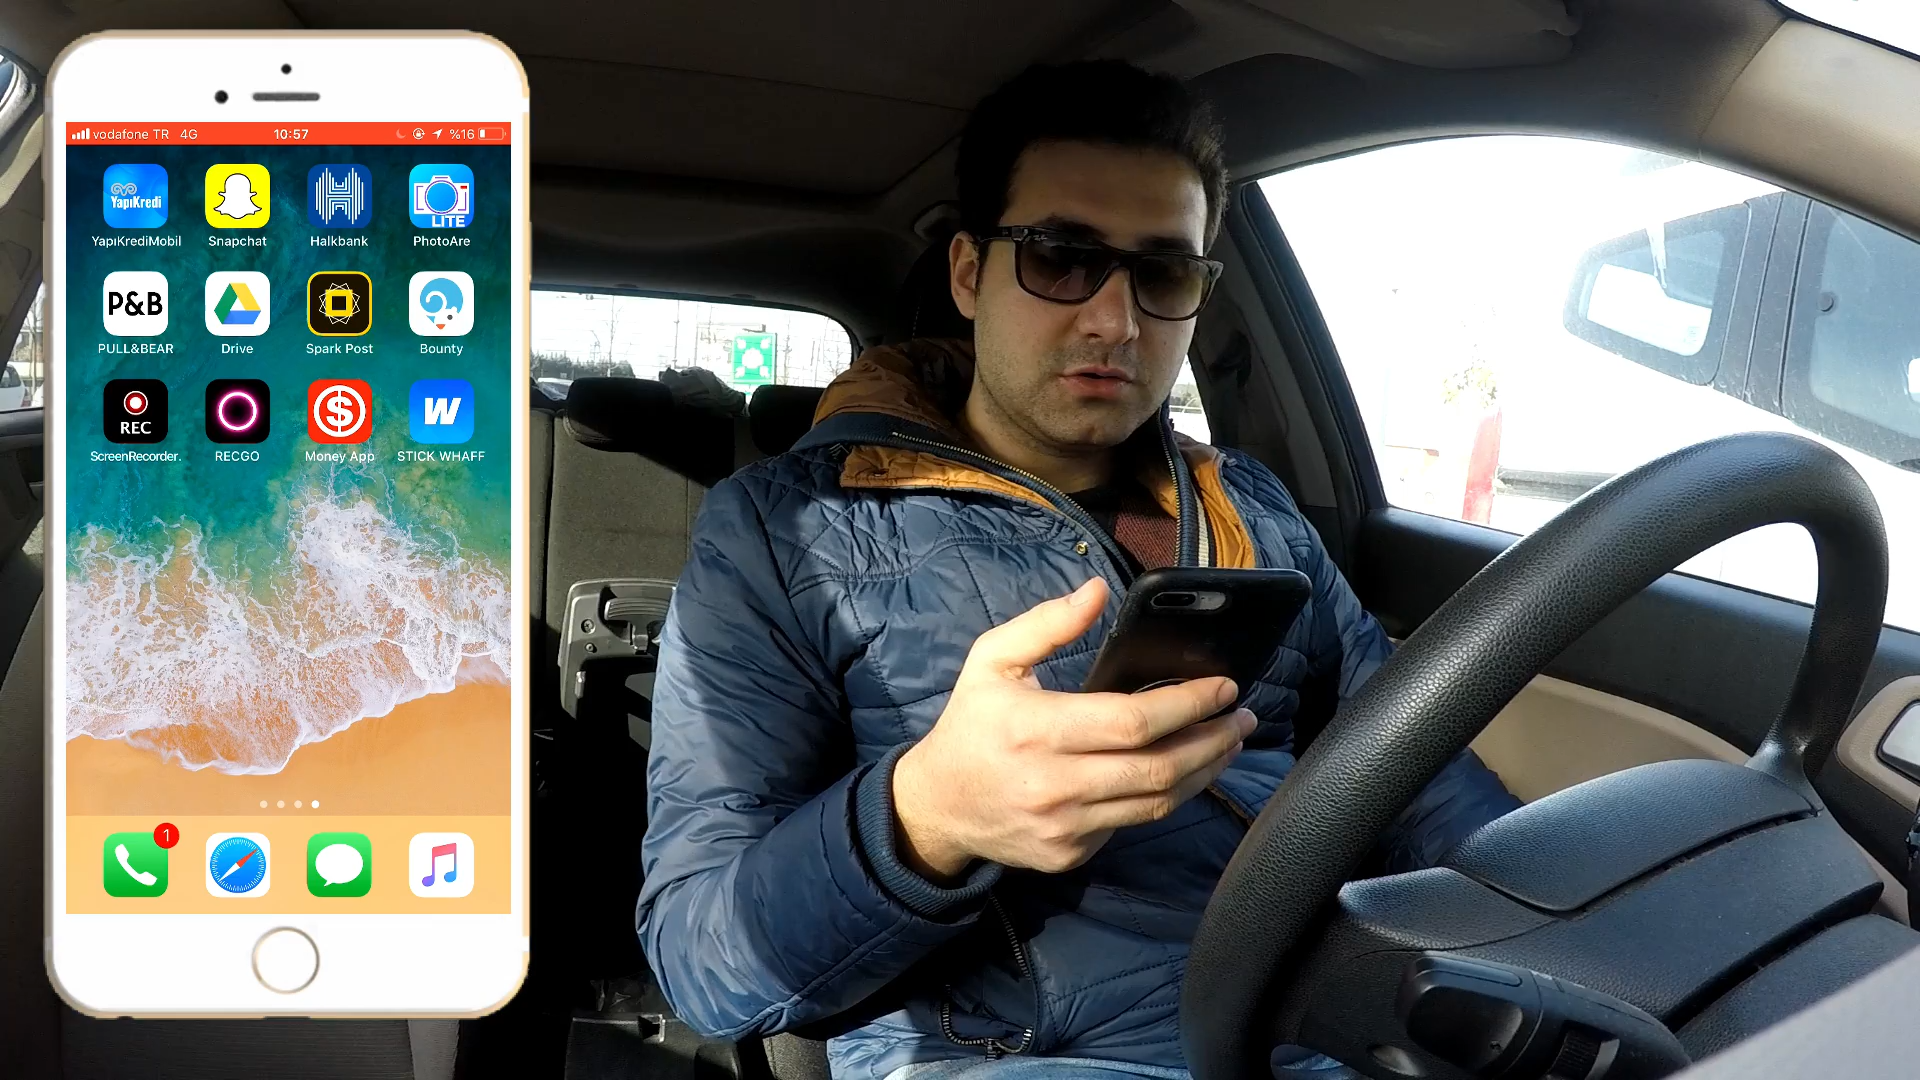 vodafone TR 4G 10:57 %16
YapıKredi LITE
YapıKrediMobil Snapchat Halkbank PhotoAre
P&B
PULL&BEAR Drive Spark Post Bounty
REC $ W
ScreenRecorder. RECGO Money App STICK WHAFF
1